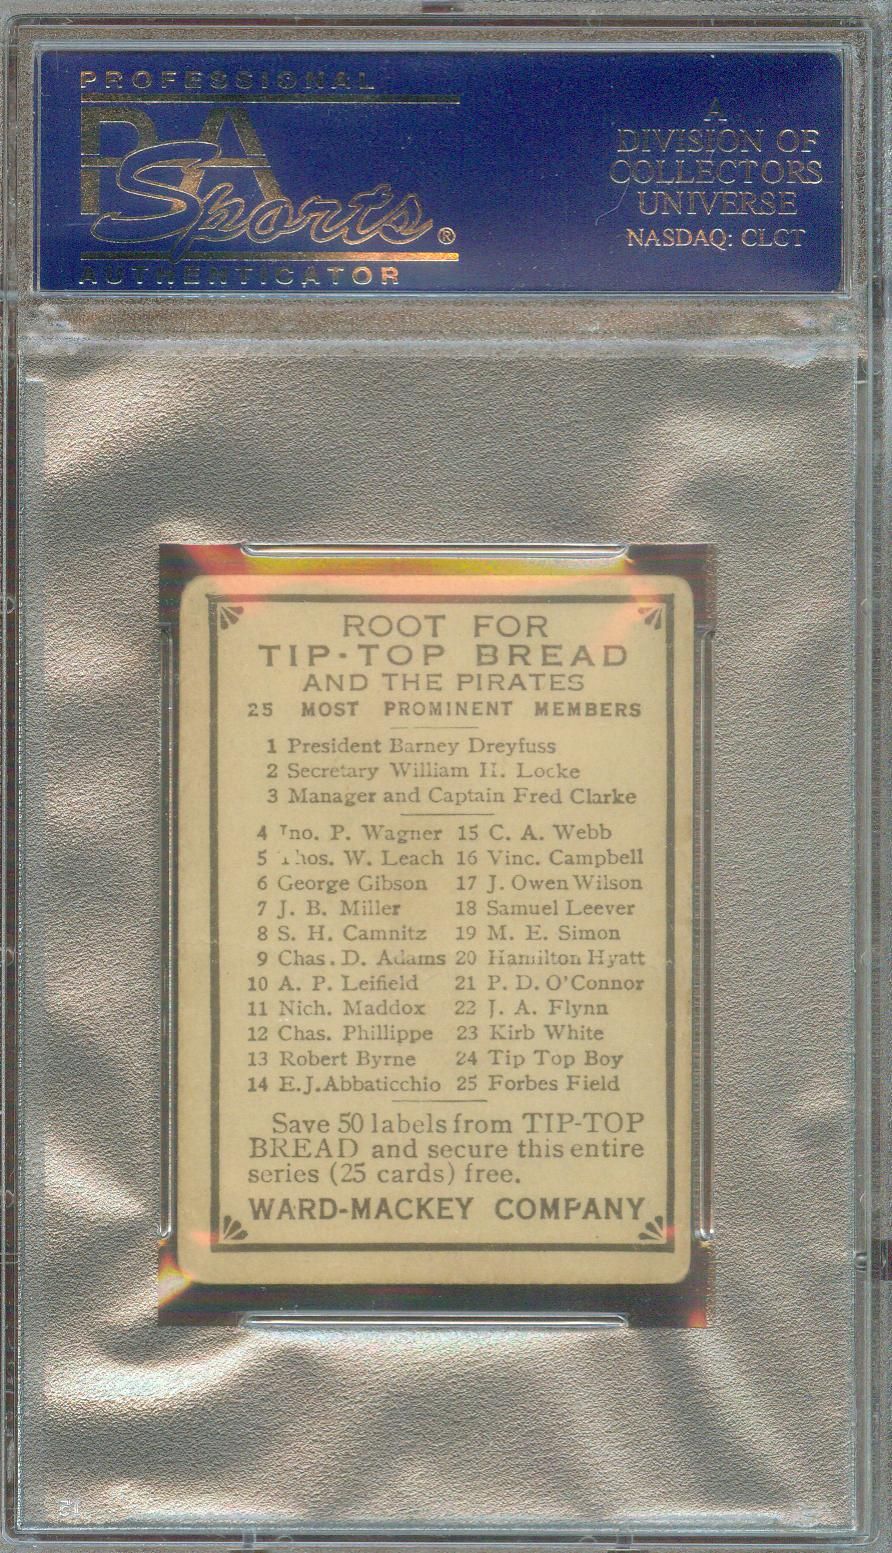 PROFESSIONAL
PSA
Sports®
AUTHENTICATOR
A
DIVISION OF
COLLECTORS
UNIVERSE
NASDAQ: CLCT
ROOT FOR
TIP-TOP BREAD
AND THE PIRATES
25 MOST PROMINENT MEMBERS
1 President Barney Dreyfuss
2 Secretary William H. Locke
3 Manager and Captain Fred Clarke
4 Jno. P. Wagner 15 C. A. Webb
5 Thos. W. Leach 16 Vinc. Campbell
6 George Gibson 17 J. Owen Wilson
7 J. B. Miller 18 Samuel Leever
8 S. H. Camnitz 19 M. E. Simon
9 Chas. D. Adams 20 Hamilton Hyatt
10 A. P. Leifield 21 P. D. O'Connor
11 Nich. Maddox 22 J. A. Flynn
12 Chas. Phillippe 23 Kirb White
13 Robert Byrne 24 Tip Top Boy
14 E.J.Abbaticchio 25 Forbes Field
Save 50 labels from TIP-TOP
BREAD and secure this entire
series (25 cards) free.
WARD-MACKEY COMPANY